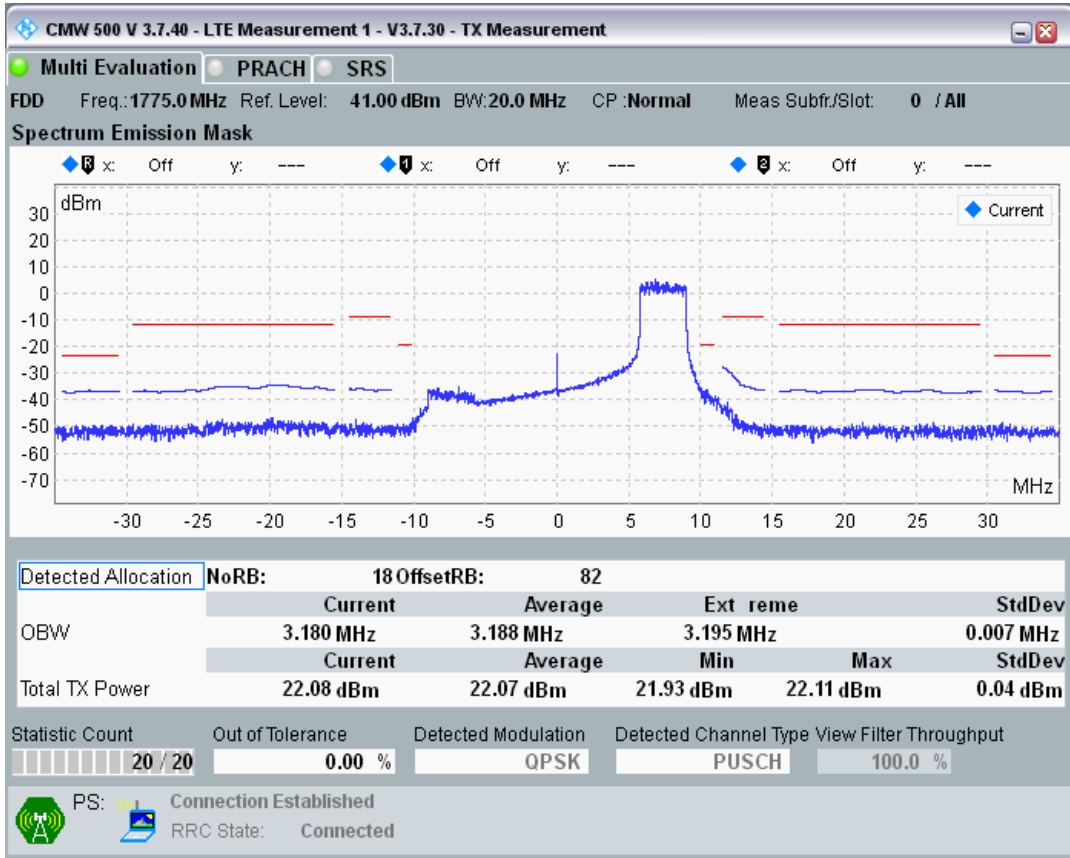 CMW 500 V 3.7.40 - LTE Measurement 1 - V3.7.30 - TX Measurement
Multi Evaluation PRACH SRS
FDD Freq.: 1775.0 MHz Ref. Level: 41.00 dBm BW: 20.0 MHz CP : Normal Meas Subfr./Slot: 0 / All
Spectrum Emission Mask
R x: Off y: --- 1 x: Off y: --- 2 x: Off y: ---
dBm
Current
30
20
10
0
-10
-20
-30
-40
-50
-60
-70
MHz
-30 -25 -20 -15 -10 -5 0 5 10 15 20 25 30
Detected Allocation NoRB: 18 OffsetRB: 82
Current Average Ext reme StdDev
OBW 3.180 MHz 3.188 MHz 3.195 MHz 0.007 MHz
Current Average Min Max StdDev
Total TX Power 22.08 dBm 22.07 dBm 21.93 dBm 22.11 dBm 0.04 dBm
Statistic Count Out of Tolerance Detected Modulation Detected Channel Type View Filter Throughput
20 / 20 0.00 % QPSK PUSCH 100.0 %
PS: Connection Established
RRC State: Connected